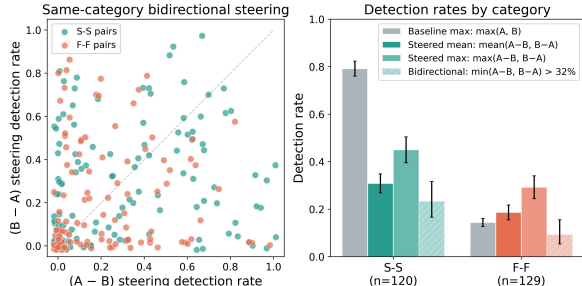 Same-category bidirectional steering
S-S pairs
F-F pairs
(B − A) steering detection rate
1.0
0.8
0.6
0.4
0.2
0.0
0.0 0.2 0.4 0.6 0.8 1.0
(A − B) steering detection rate
Detection rates by category
Baseline max: max(A, B)
Steered mean: mean(A−B, B−A)
Steered max: max(A−B, B−A)
Bidirectional: min(A−B, B−A) > 32%
Detection rate
1.0
0.8
0.6
0.4
0.2
0.0
S-S
(n=120)
F-F
(n=129)